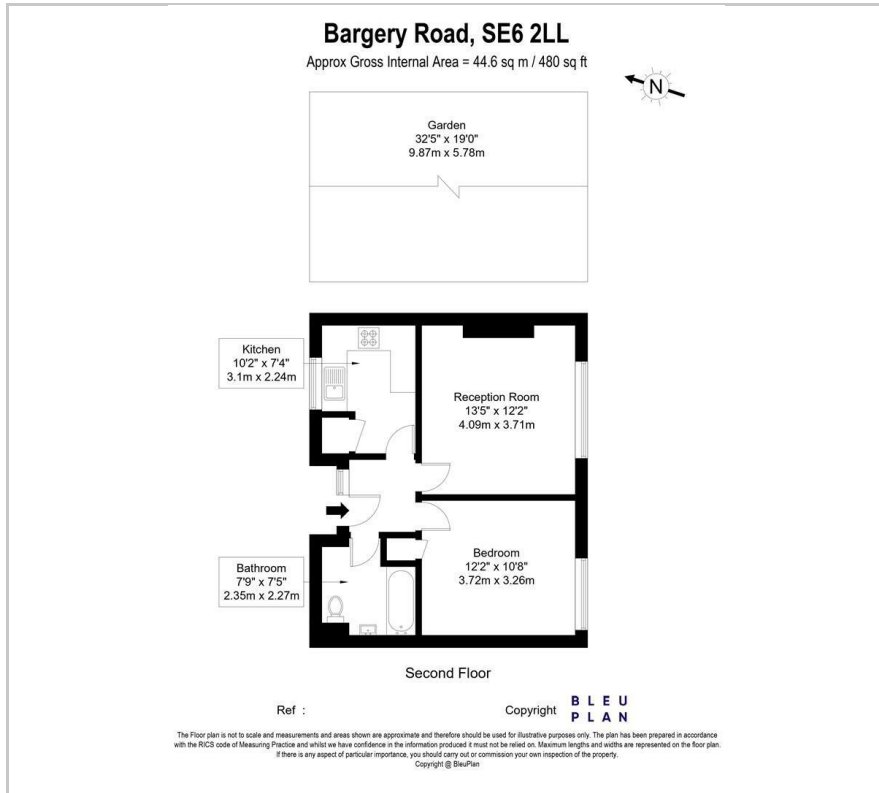 Bargery Road, SE6 2LL
Approx Gross Internal Area = 44.6 sq m / 480 sq ft
N
Garden
32'5" x 19'0"
9.87m x 5.78m
Kitchen
10'2" x 7'4"
3.1m x 2.24m
Reception Room
13'5" x 12'2"
4.09m x 3.71m
Bedroom
12'2" x 10'8"
3.72m x 3.26m
Bathroom
7'9" x 7'5"
2.35m x 2.27m
Second Floor
Ref :
Copyright
BLEU
PLAN
The Floor plan is not to scale and measurements and areas shown are approximate and therefore should be used for illustrative purposes only. The plan has been prepared in accordance
with the RICS code of Measuring Practice and whilst we have confidence in the information produced it must not be relied on. Maximum lengths and widths are represented on the floor plan.
If there is any aspect of particular importance, you should carry out or commission your own inspection of the property.
Copyright @ BleuPlan